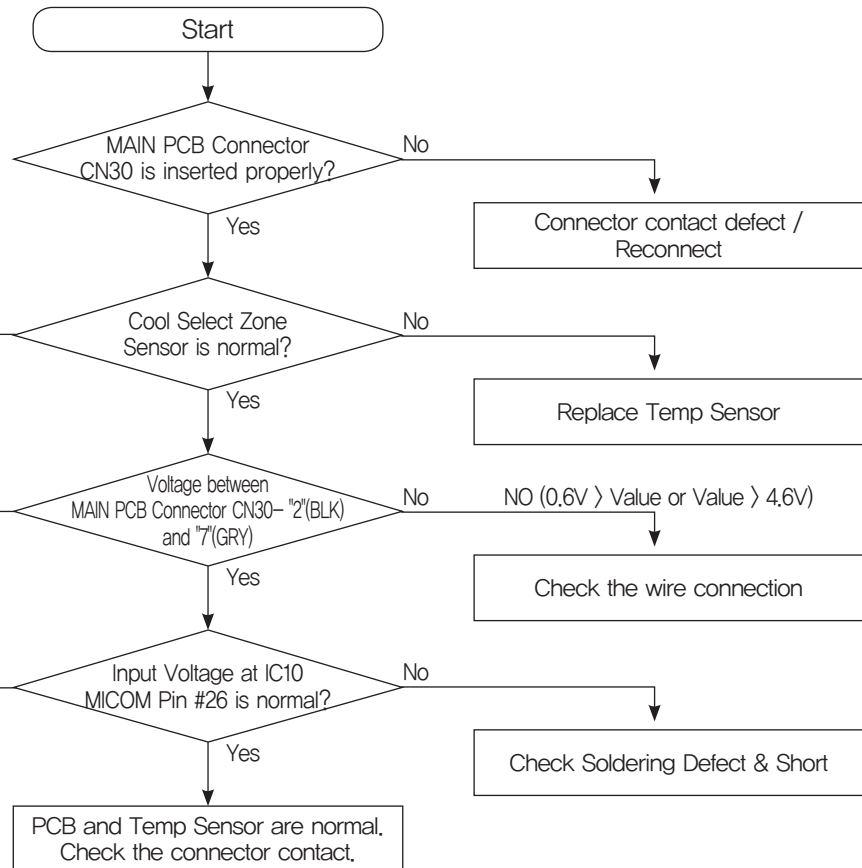 Start
MAIN PCB Connector
CN30 is inserted properly?
No
Connector contact defect /
Reconnect
Yes
Cool Select Zone
Sensor is normal?
No
Replace Temp Sensor
Yes
Voltage between
MAIN PCB Connector CN30- "2"(BLK)
and "7"(GRY)
No
NO (0.6V 〉 Value or Value 〉 4.6V)
Check the wire connection
Yes
Input Voltage at IC10
MICOM Pin #26 is normal?
No
Check Soldering Defect & Short
Yes
PCB and Temp Sensor are normal.
Check the connector contact.